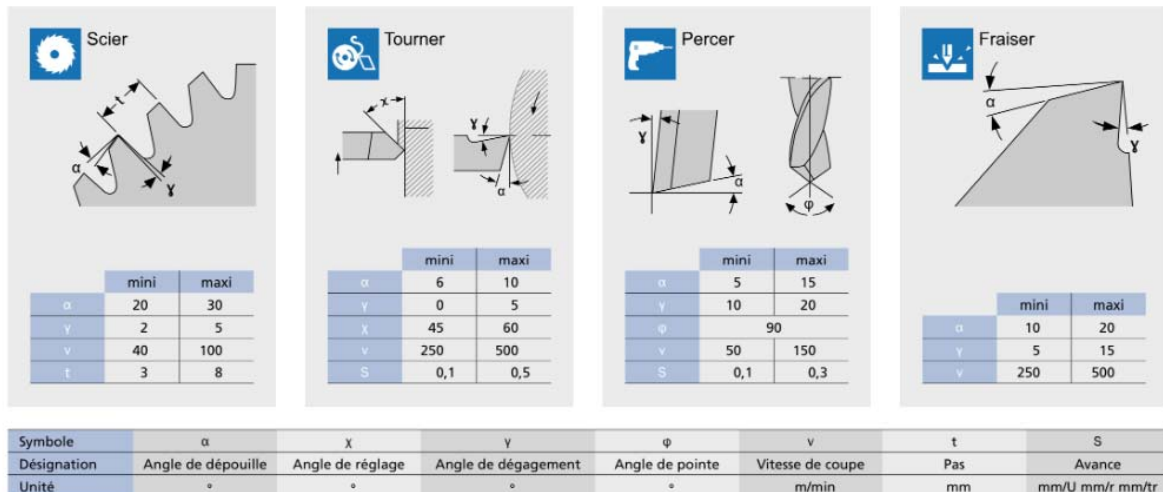 Scier
t
α
γ
mini maxi
α 20 30
γ 2 5
v 40 100
t 3 8
Tourner
χ
γ
α
mini maxi
α 6 10
γ 0 5
χ 45 60
v 250 500
S 0,1 0,5
Percer
γ
α
φ
mini maxi
α 5 15
γ 10 20
φ 90
v 50 150
S 0,1 0,3
Fraiser
α
γ
mini maxi
α 10 20
γ 5 15
v 250 500
Symbole α χ γ φ v t S
Désignation Angle de dépouille Angle de réglage Angle de dégagement Angle de pointe Vitesse de coupe Pas Avance
Unité ° ° ° ° m/min mm mm/U mm/r mm/tr